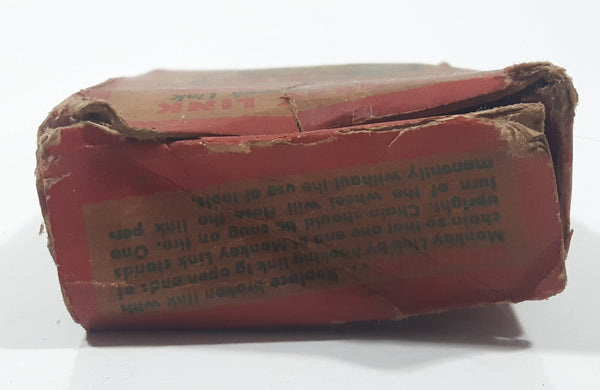 LINK
Link
Replace broken link with
Monkey Link by hooking link to open ends of
chain so that one end of Monkey Link stands
upright. Chain should be snug on tire. One
turn of the wheel will close the link per-
manently without the use of tools